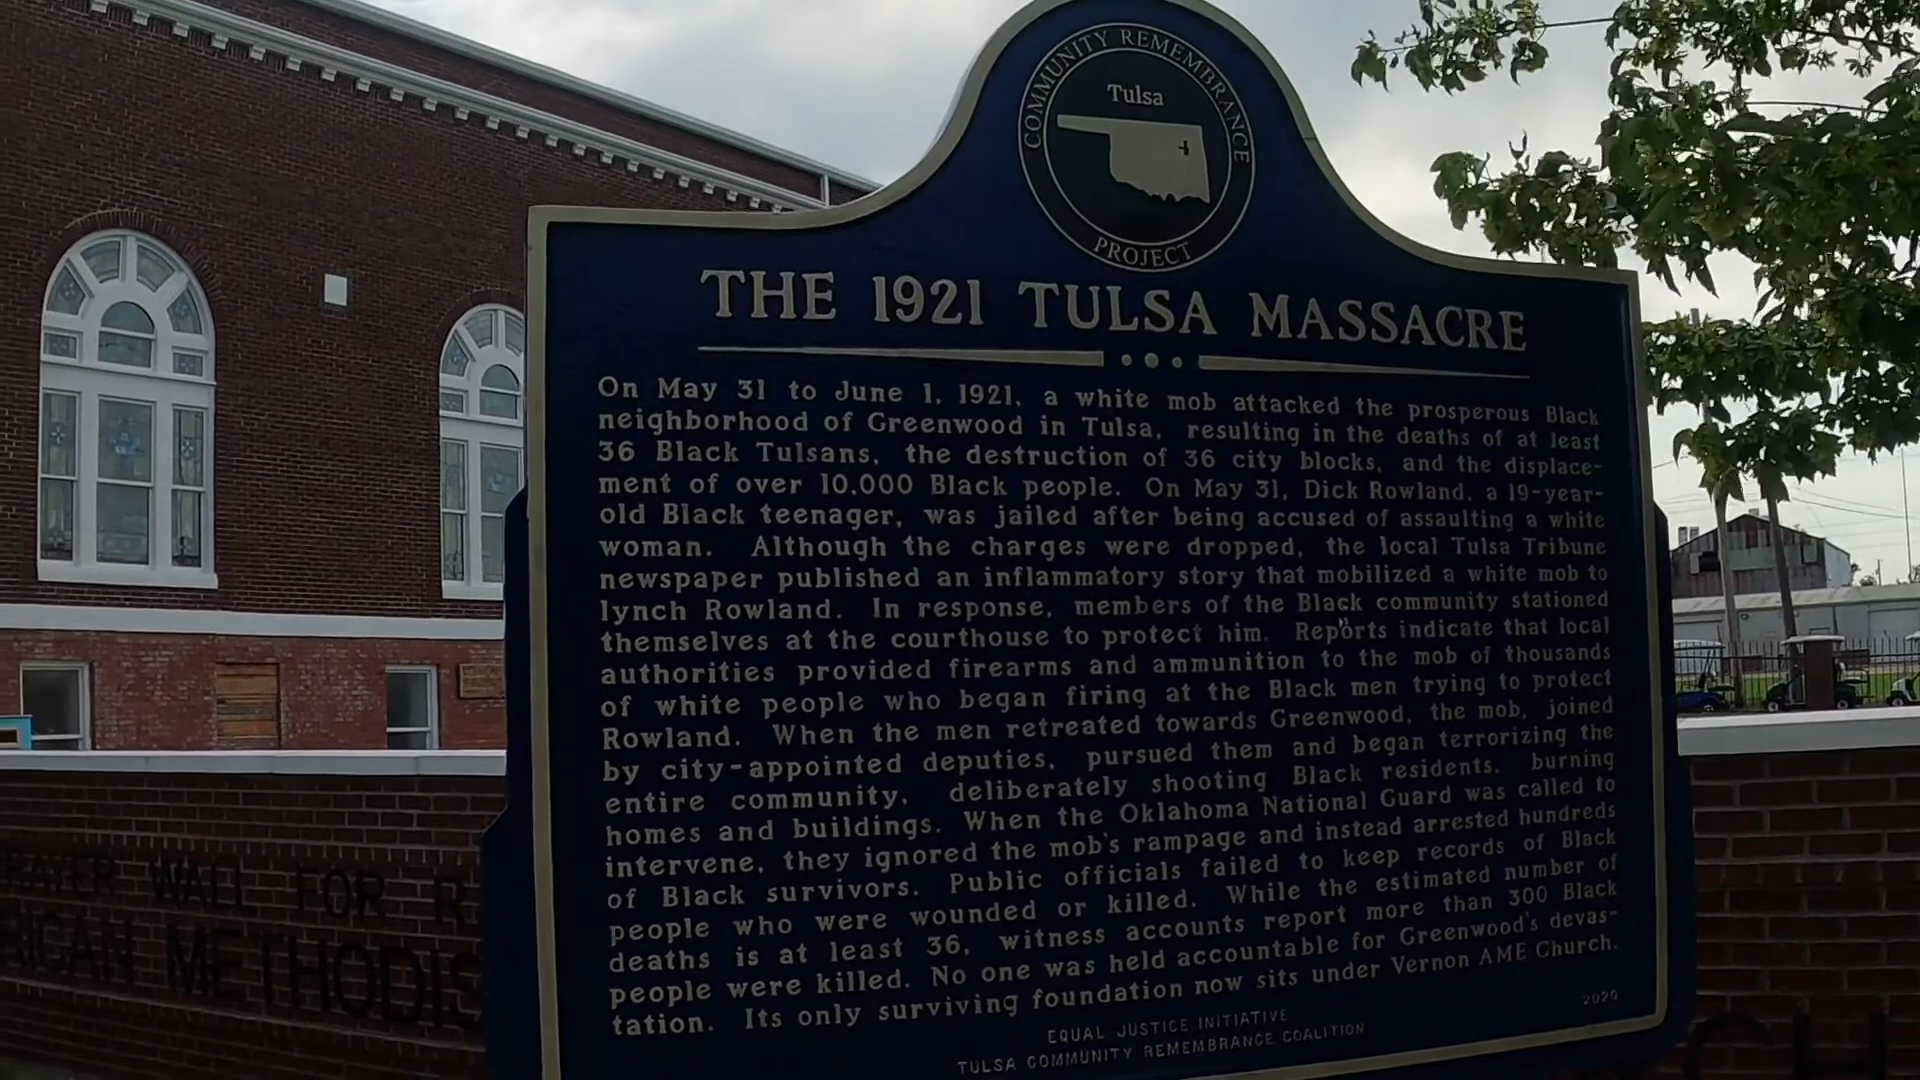 COMMUNITY REMEMBRANCE
Tulsa
PROJECT
THE 1921 TULSA MASSACRE
On May 31 to June 1, 1921, a white mob attacked the prosperous Black
neighborhood of Greenwood in Tulsa, resulting in the deaths of at least
36 Black Tulsans, the destruction of 36 city blocks, and the displace-
ment of over 10,000 Black people. On May 31, Dick Rowland, a 19-year-
old Black teenager, was jailed after being accused of assaulting a white
woman. Although the charges were dropped, the local Tulsa Tribune
newspaper published an inflammatory story that mobilized a white mob to
lynch Rowland. In response, members of the Black community stationed
themselves at the courthouse to protect him. Reports indicate that local
authorities provided firearms and ammunition to the mob of thousands
of white people who began firing at the Black men trying to protect
Rowland. When the men retreated towards Greenwood, the mob, joined
by city-appointed deputies, pursued them and began terrorizing the
entire community, deliberately shooting Black residents, burning
homes and buildings. When the Oklahoma National Guard was called to
intervene, they ignored the mob's rampage and instead arrested hundreds
of Black survivors. Public officials failed to keep records of Black
people who were wounded or killed. While the estimated number of
deaths is at least 36, witness accounts report more than 300 Black
people were killed. No one was held accountable for Greenwood's devas-
tation. Its only surviving foundation now sits under Vernon AME Church.
2020
EQUAL JUSTICE INITIATIVE
TULSA COMMUNITY REMEMBRANCE COALITION
RAYER WALL FOR R
RICAN METHODIS
CH